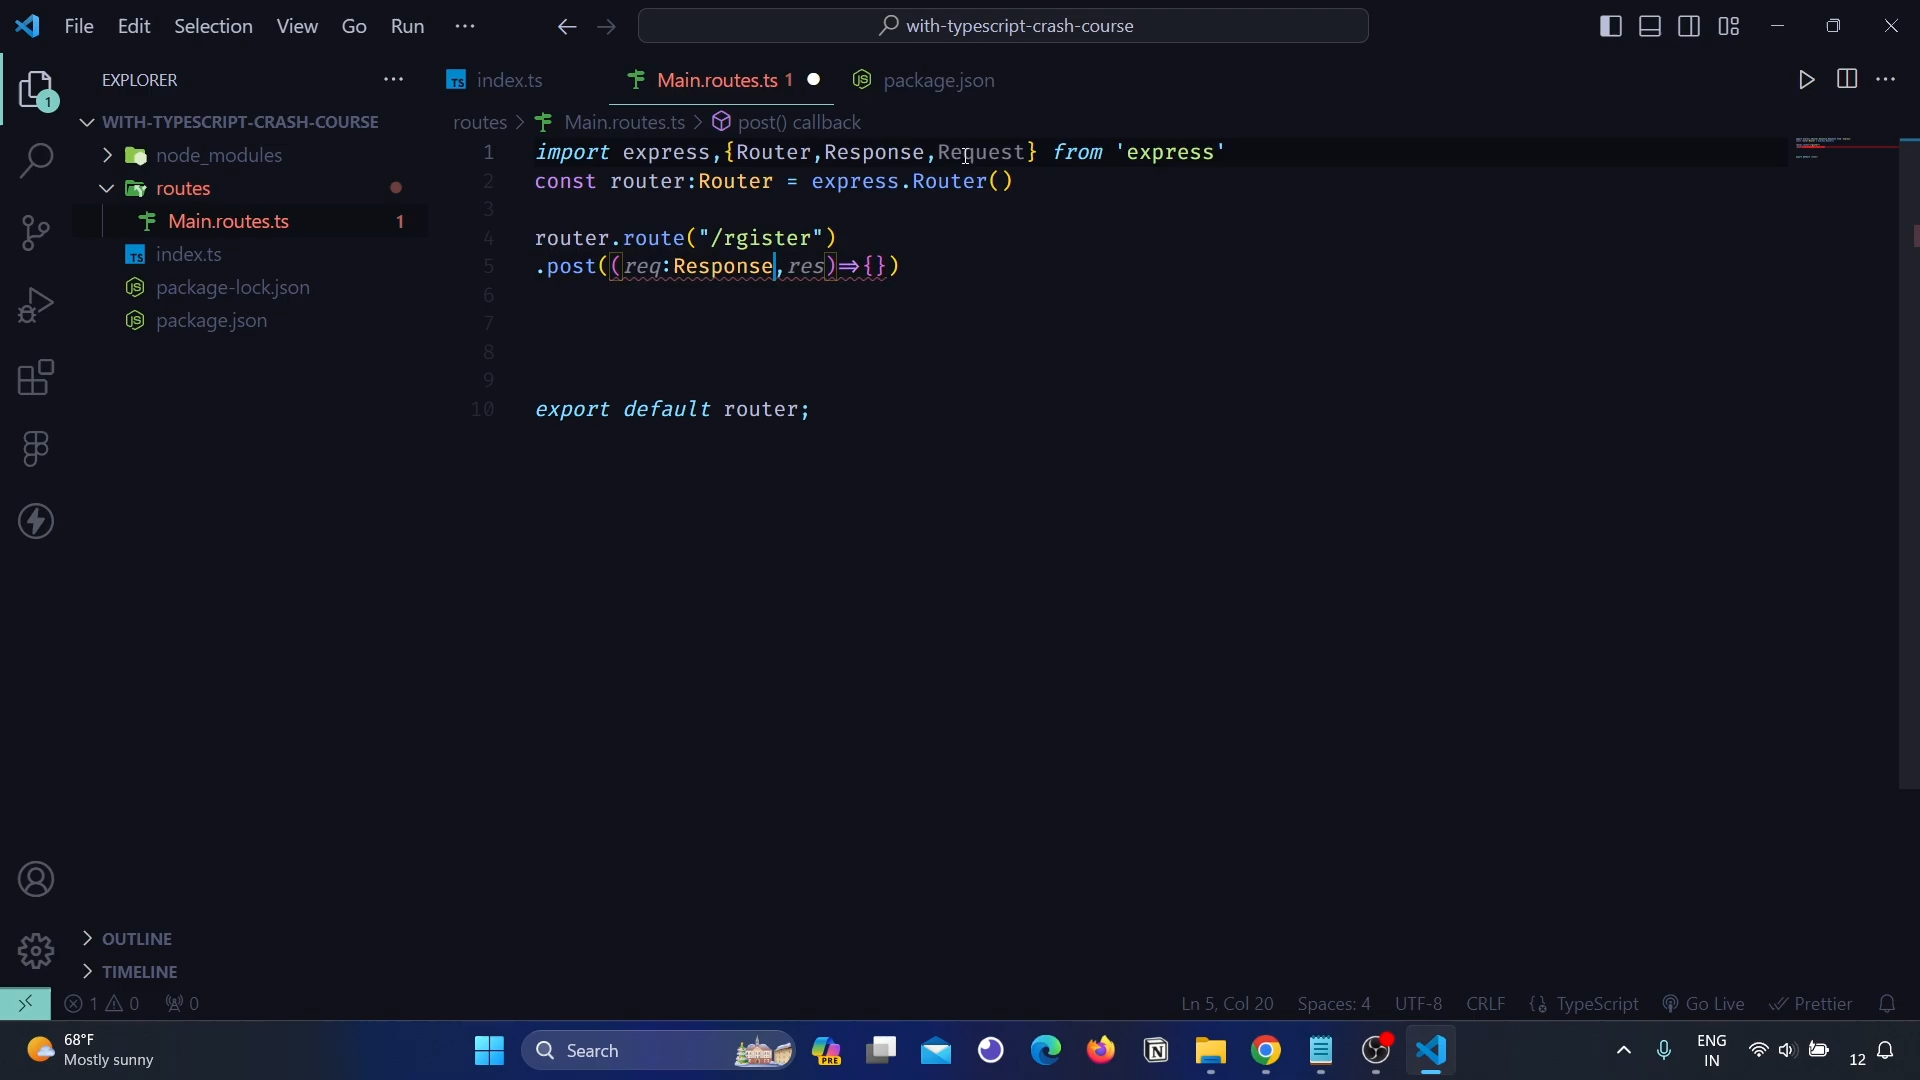 File Edit Selection View Go Run ··· with-typescript-crash-course
EXPLORER ···
1
WITH-TYPESCRIPT-CRASH-COURSE
node_modules
routes
Main.routes.ts 1
TS index.ts
package-lock.json
package.json
OUTLINE
TIMELINE
TS index.ts Main.routes.ts 1 package.json
routes > Main.routes.ts > post() callback
1 import express,{Router,Response,Request} from 'express'
2 const router:Router = express.Router()
3
4 router.route("/rgister")
5 .post((req:Response,res)⇒{})
6
7
8
9
10 export default router;
1 0 0 Ln 5, Col 20 Spaces: 4 UTF-8 CRLF {} TypeScript Go Live Prettier
68°F
Mostly sunny
Search
PRE
ENG
IN
12